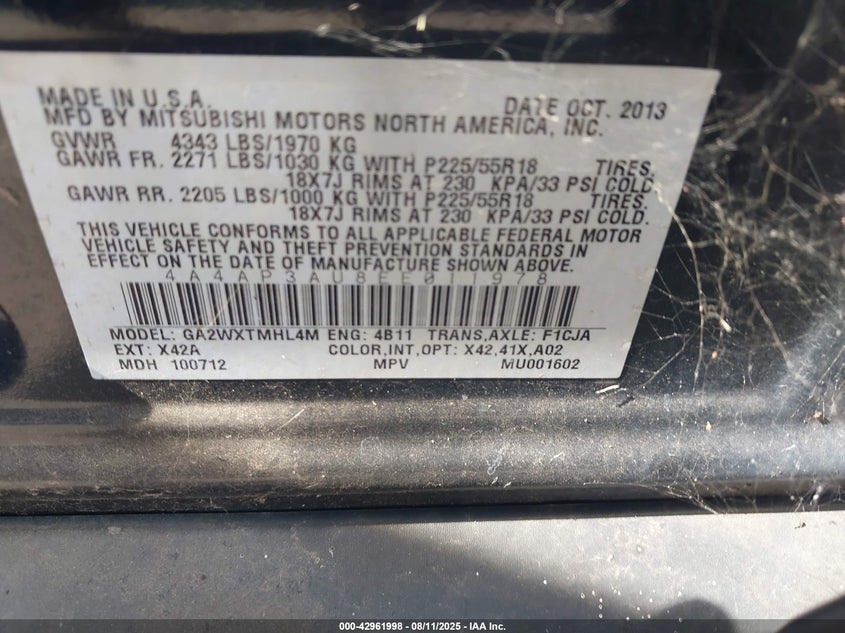 MADE IN U.S.A. DATE OCT. 2013
MFD BY MITSUBISHI MOTORS NORTH AMERICA, INC.
GVWR 4343 LBS/1970 KG
GAWR FR. 2271 LBS/1030 KG WITH P225/55R18 TIRES,
18X7J RIMS AT 230 KPA/33 PSI COLD.
GAWR RR. 2205 LBS/1000 KG WITH P225/55R18 TIRES,
18X7J RIMS AT 230 KPA/33 PSI COLD.
THIS VEHICLE CONFORMS TO ALL APPLICABLE FEDERAL MOTOR
VEHICLE SAFETY AND THEFT PREVENTION STANDARDS IN
EFFECT ON THE DATE OF MANUFACTURE SHOWN ABOVE.
4A4AP3AU8EE011978
MODEL: GA2WXTMHL4M ENG: 4B11 TRANS,AXLE: F1CJA
EXT: X42A COLOR,INT,OPT: X42,41X,A02
MDH 100712 MPV MU001602
000-42961998 - 08/11/2025 - IAA Inc.